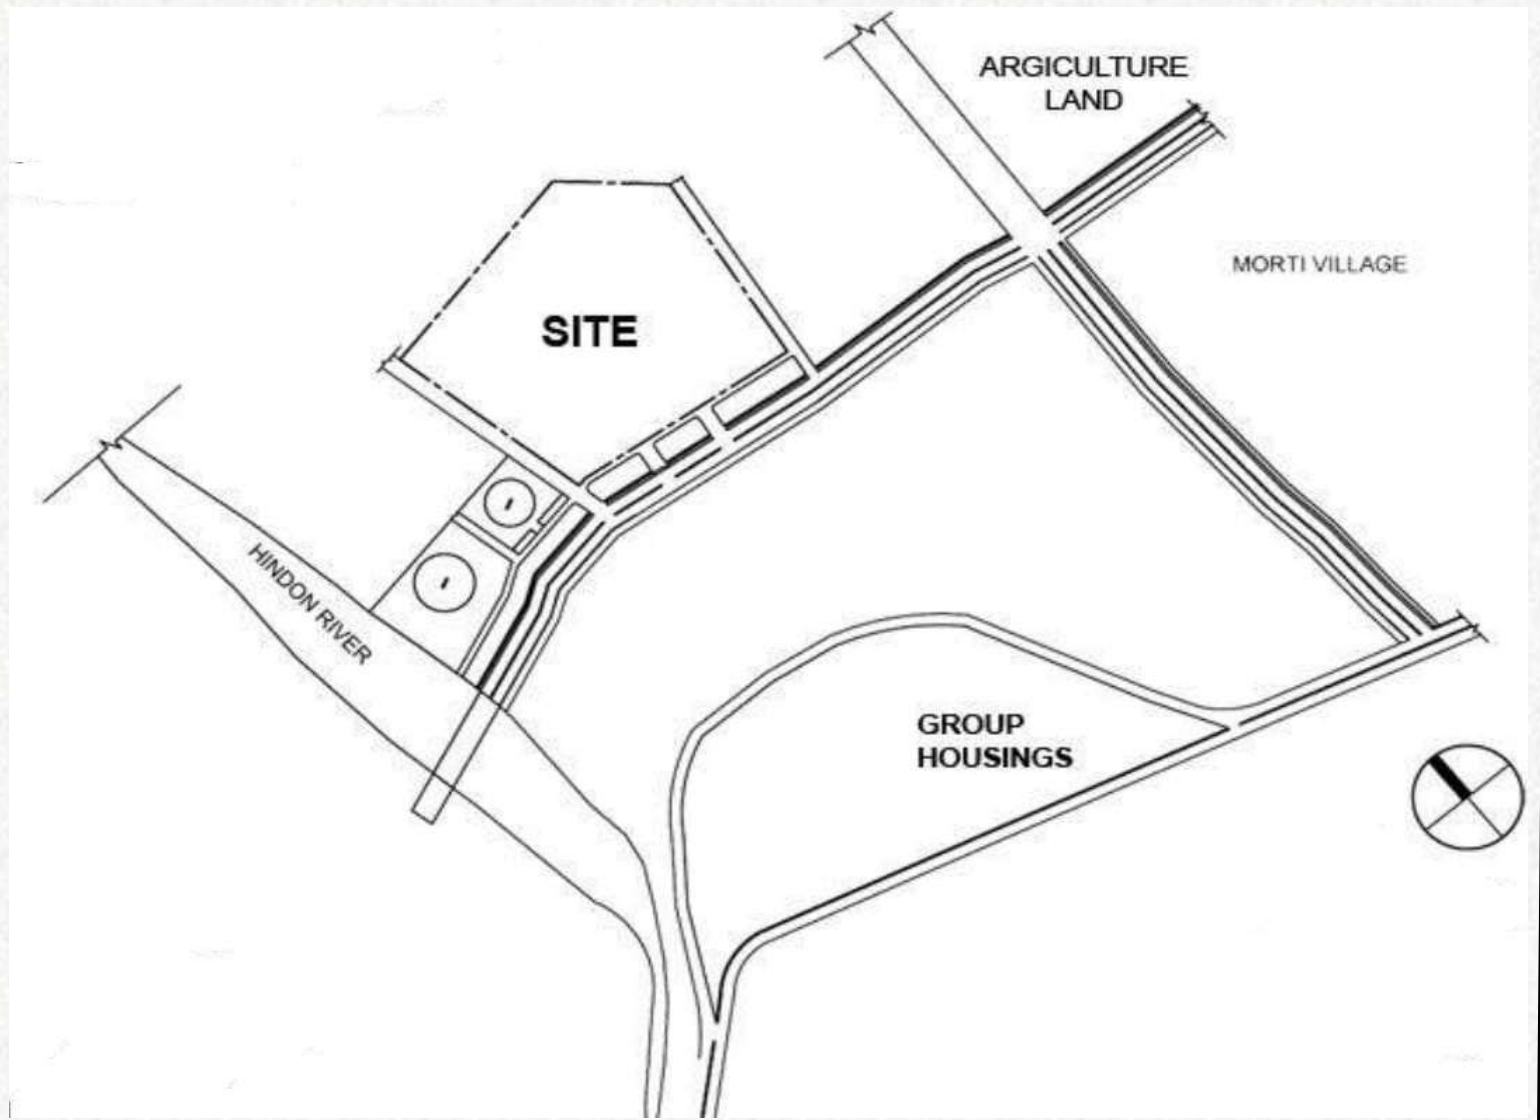 ARGICULTURE
LAND
MORTI VILLAGE
SITE
HINDON RIVER
GROUP
HOUSINGS